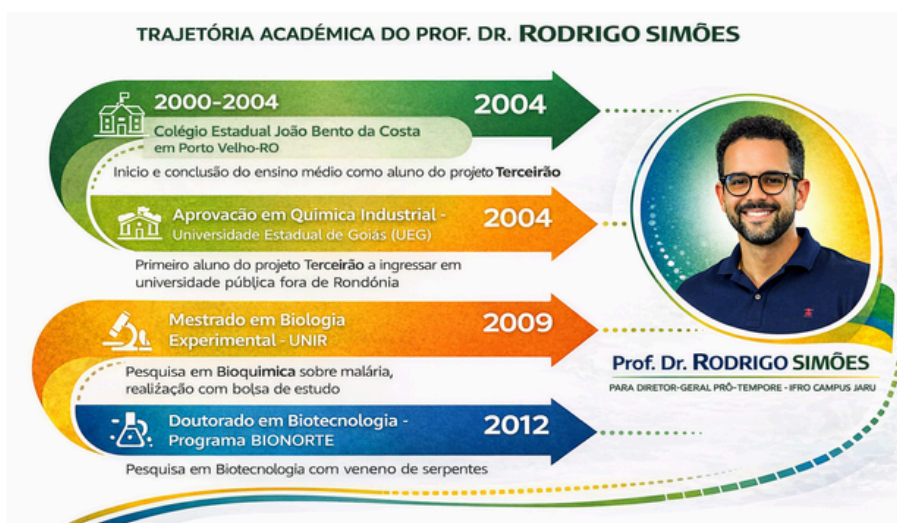 TRAJETÓRIA ACADÉMICA DO PROF. DR. RODRIGO SIMÕES
2000-2004
2004
Colégio Estadual João Bento da Costa
em Porto Velho-RO
Inicio e conclusão do ensino médio como aluno do projeto Terceirão
Aprovacão em Quimica Industrial -
Universidade Estadual de Goiás (UEG)
2004
Primeiro aluno do projeto Terceirão a ingressar em
universidade pública fora de Rondónia
Mestrado em Biologia
Experimental - UNIR
2009
Pesquisa em Bioquimica sobre malária,
realização com bolsa de estudo
Doutorado em Biotecnologia -
Programa BIONORTE
2012
Pesquisa em Biotecnologia com veneno de serpentes
Prof. Dr. RODRIGO SIMÕES
PARA DIRETOR-GERAL PRÔ-TEMPORE - IFRO CAMPUS JARU